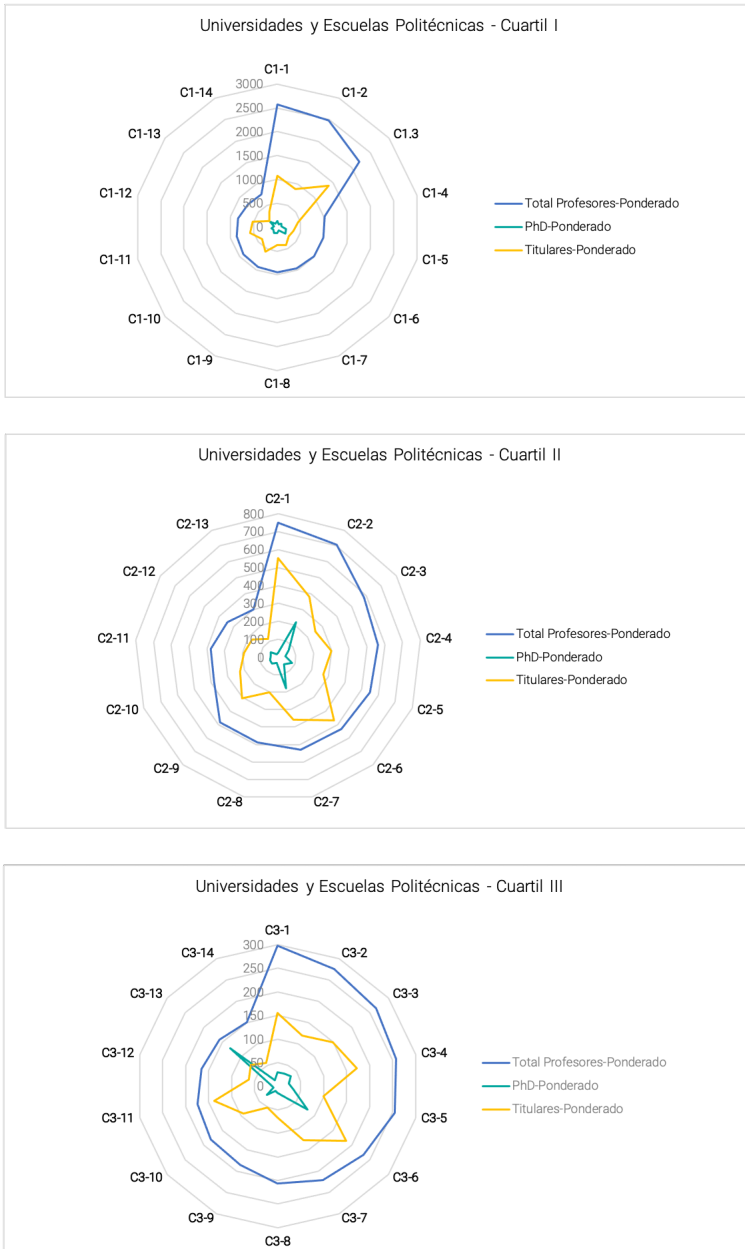 Universidades y Escuelas Politécnicas - Cuartil I
C1-1
3000
C1-14
C1-2
2500
C1-13
2000
C1.3
1500
C1-12
1000
C1-4
500
Total Profesores-Ponderado
0
PhD-Ponderado
C1-11
C1-5
Titulares-Ponderado
C1-10
C1-6
C1-9
C1-7
C1-8
Universidades y Escuelas Politécnicas - Cuartil II
C2-1
800
C2-13
C2-2
700
600
C2-12
500
C2-3
400
300
C2-11
200
C2-4
Total Profesores-Ponderado
100
0
PhD-Ponderado
Titulares-Ponderado
C2-10
C2-5
C2-9
C2-6
C2-8
C2-7
Universidades y Escuelas Politécnicas - Cuartil III
C3-1
300
C3-14
C3-2
250
C3-13
200
C3-3
150
C3-12
100
C3-4
50
Total Profesores-Ponderado
0
PhD-Ponderado
C3-11
C3-5
Titulares-Ponderado
C3-10
C3-6
C3-9
C3-7
C3-8